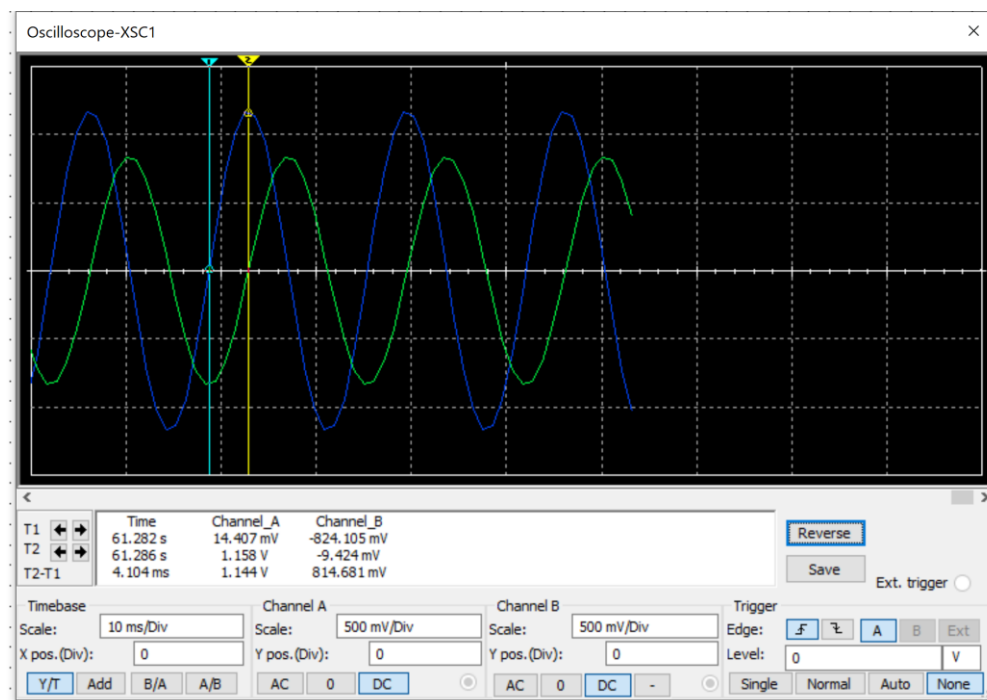 Oscilloscope-XSC1
1 2
T1
T2
T2-T1
Time Channel_A Channel_B
61.282 s 14.407 mV -824.105 mV
61.286 s 1.158 V -9.424 mV
4.104 ms 1.144 V 814.681 mV
Reverse
Save
Ext. trigger
Timebase
Scale: 10 ms/Div
X pos.(Div): 0
Y/T Add B/A A/B
Channel A
Scale: 500 mV/Div
Y pos.(Div): 0
AC 0 DC
Channel B
Scale: 500 mV/Div
Y pos.(Div): 0
AC 0 DC -
Trigger
Edge: A B Ext
Level: 0 V
Single Normal Auto None